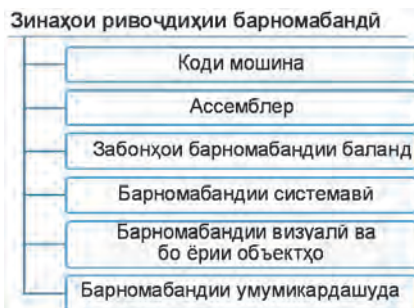 Зинаҳои ривоҷдиҳии барномабандӣ
Коди мошина
Ассемблер
Забонҳои барномабандии баланд
Барномабандии системавӣ
Барномабандии визуалӣ ва
бо ёрии объектҳо
Барномабандии умумикардашуда